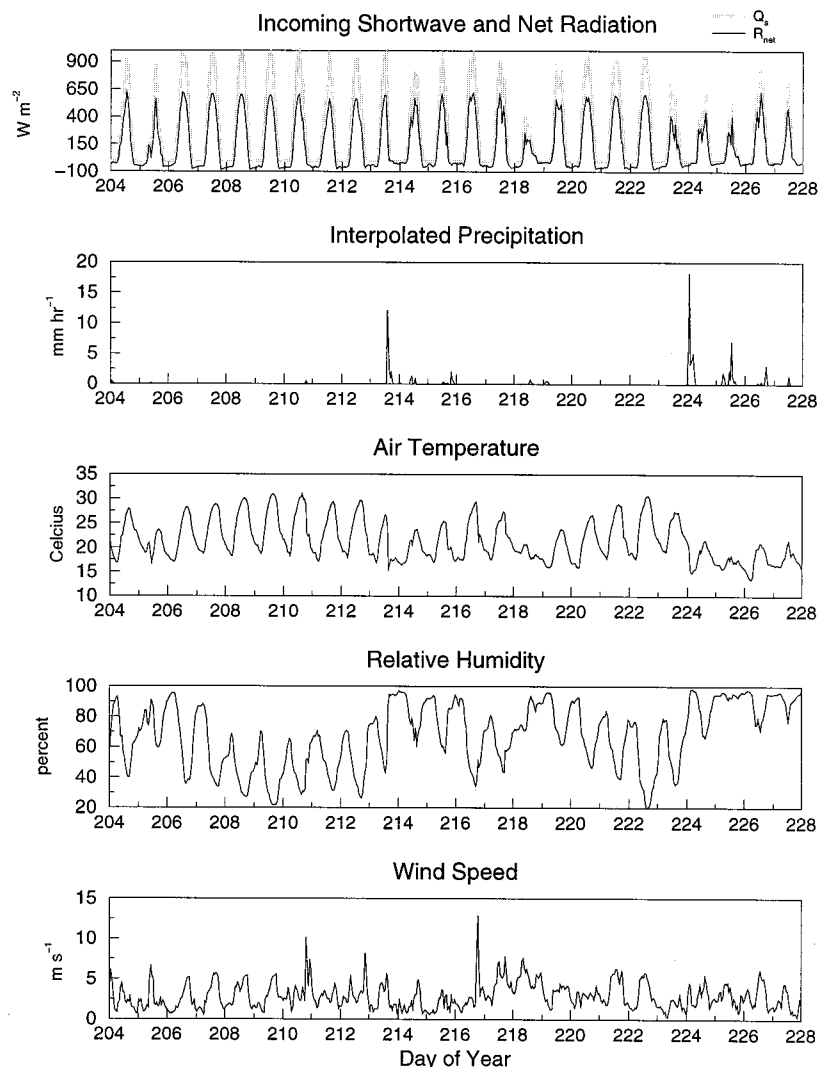 Incoming Shortwave and Net Radiation
Qs
Rnet
W m⁻²
900
650
400
150
−100
204 206 208 210 212 214 216 218 220 222 224 226 228
Interpolated Precipitation
mm hr⁻¹
20
15
10
5
0
204 206 208 210 212 214 216 218 220 222 224 226 228
Air Temperature
Celcius
35
30
25
20
15
10
204 206 208 210 212 214 216 218 220 222 224 226 228
Relative Humidity
percent
100
80
60
40
20
204 206 208 210 212 214 216 218 220 222 224 226 228
Wind Speed
m s⁻¹
15
10
5
0
204 206 208 210 212 214 216 218 220 222 224 226 228
Day of Year